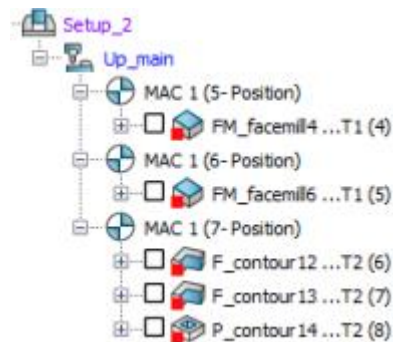 Setup_2
Up_main
MAC 1 (5- Position)
FM_facemill4 ...T1 (4)
MAC 1 (6- Position)
FM_facemill6 ...T1 (5)
MAC 1 (7- Position)
F_contour12 ...T2 (6)
F_contour13 ...T2 (7)
P_contour14 ...T2 (8)